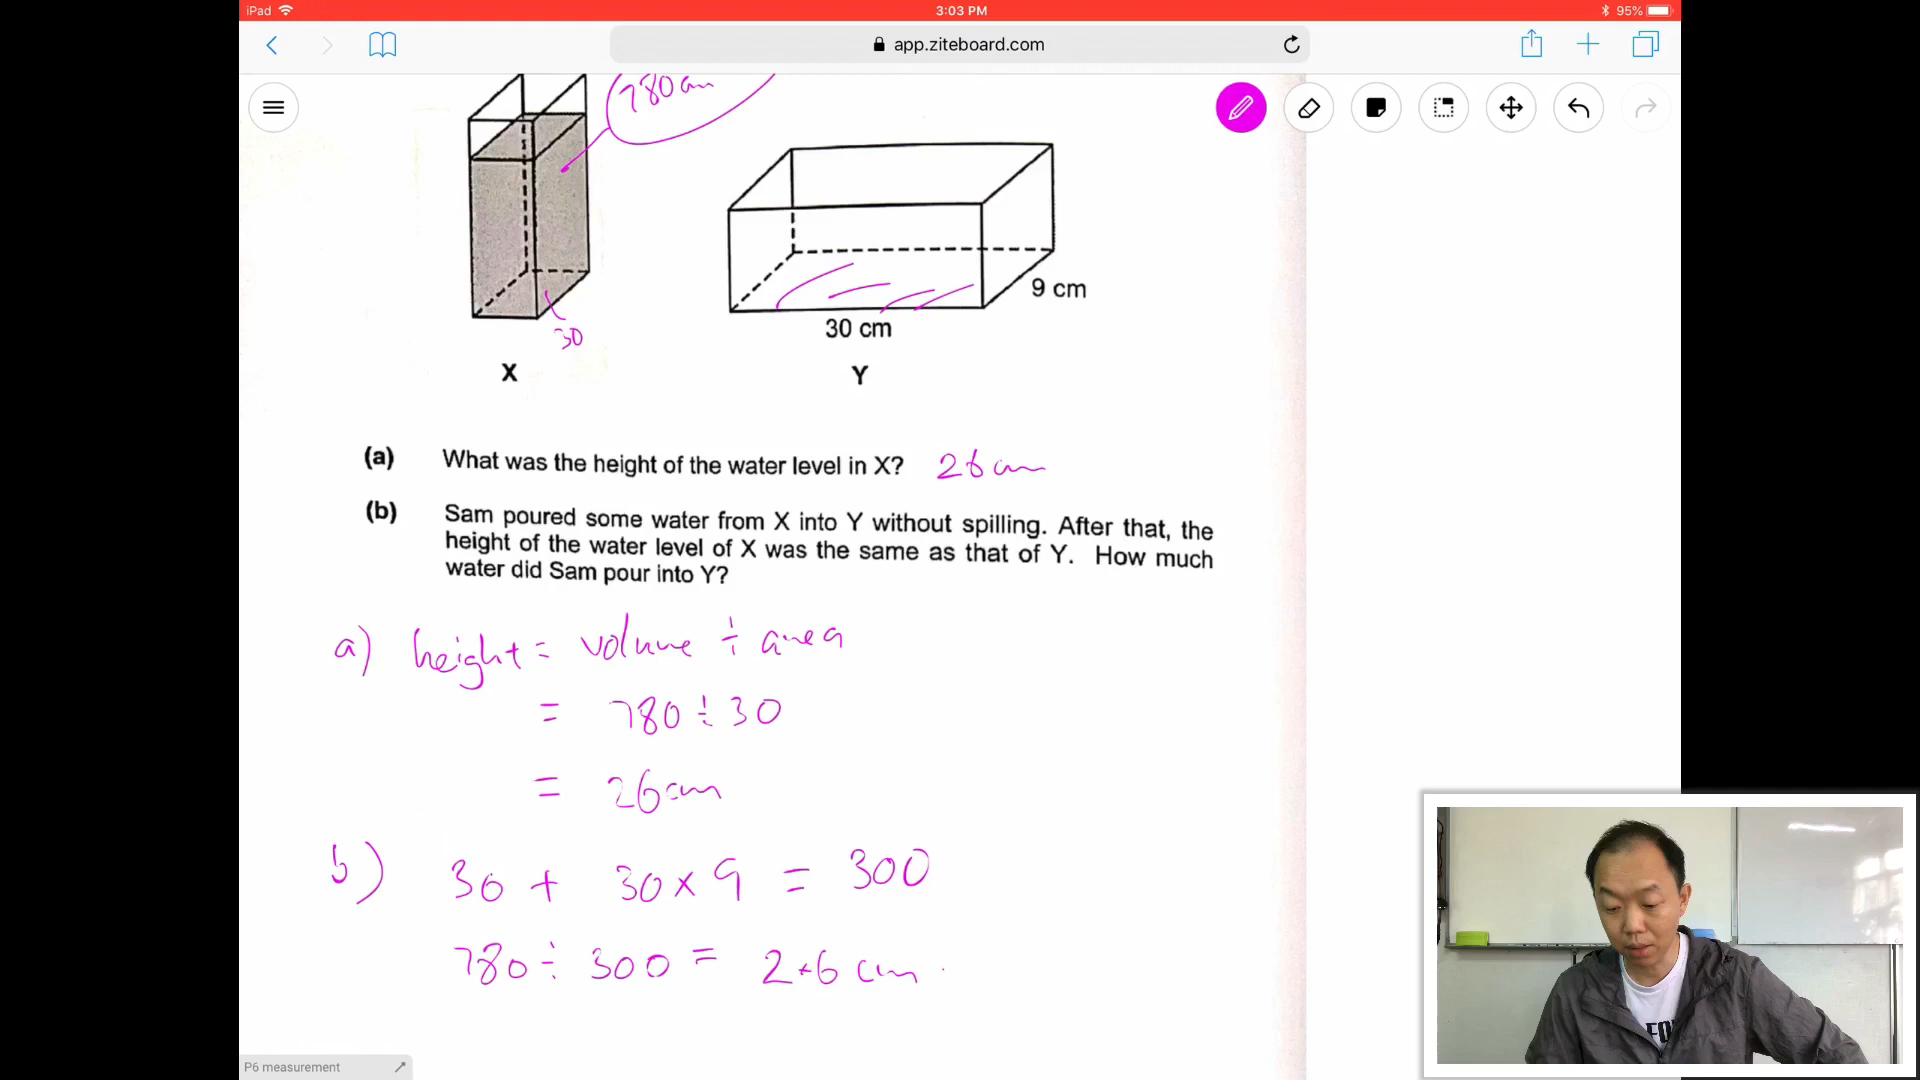 iPad
3:03 PM
95%
app.ziteboard.com
780 cm
9 cm
30 cm
30
X
Y
(a) What was the height of the water level in X? 26 cm
(b) Sam poured some water from X into Y without spilling. After that, the
height of the water level of X was the same as that of Y. How much
water did Sam pour into Y?
a) height = volume ÷ area
= 780 ÷ 30
= 26 cm
b) 30 + 30 × 9 = 300
780 ÷ 300 = 2.6 cm
P6 measurement